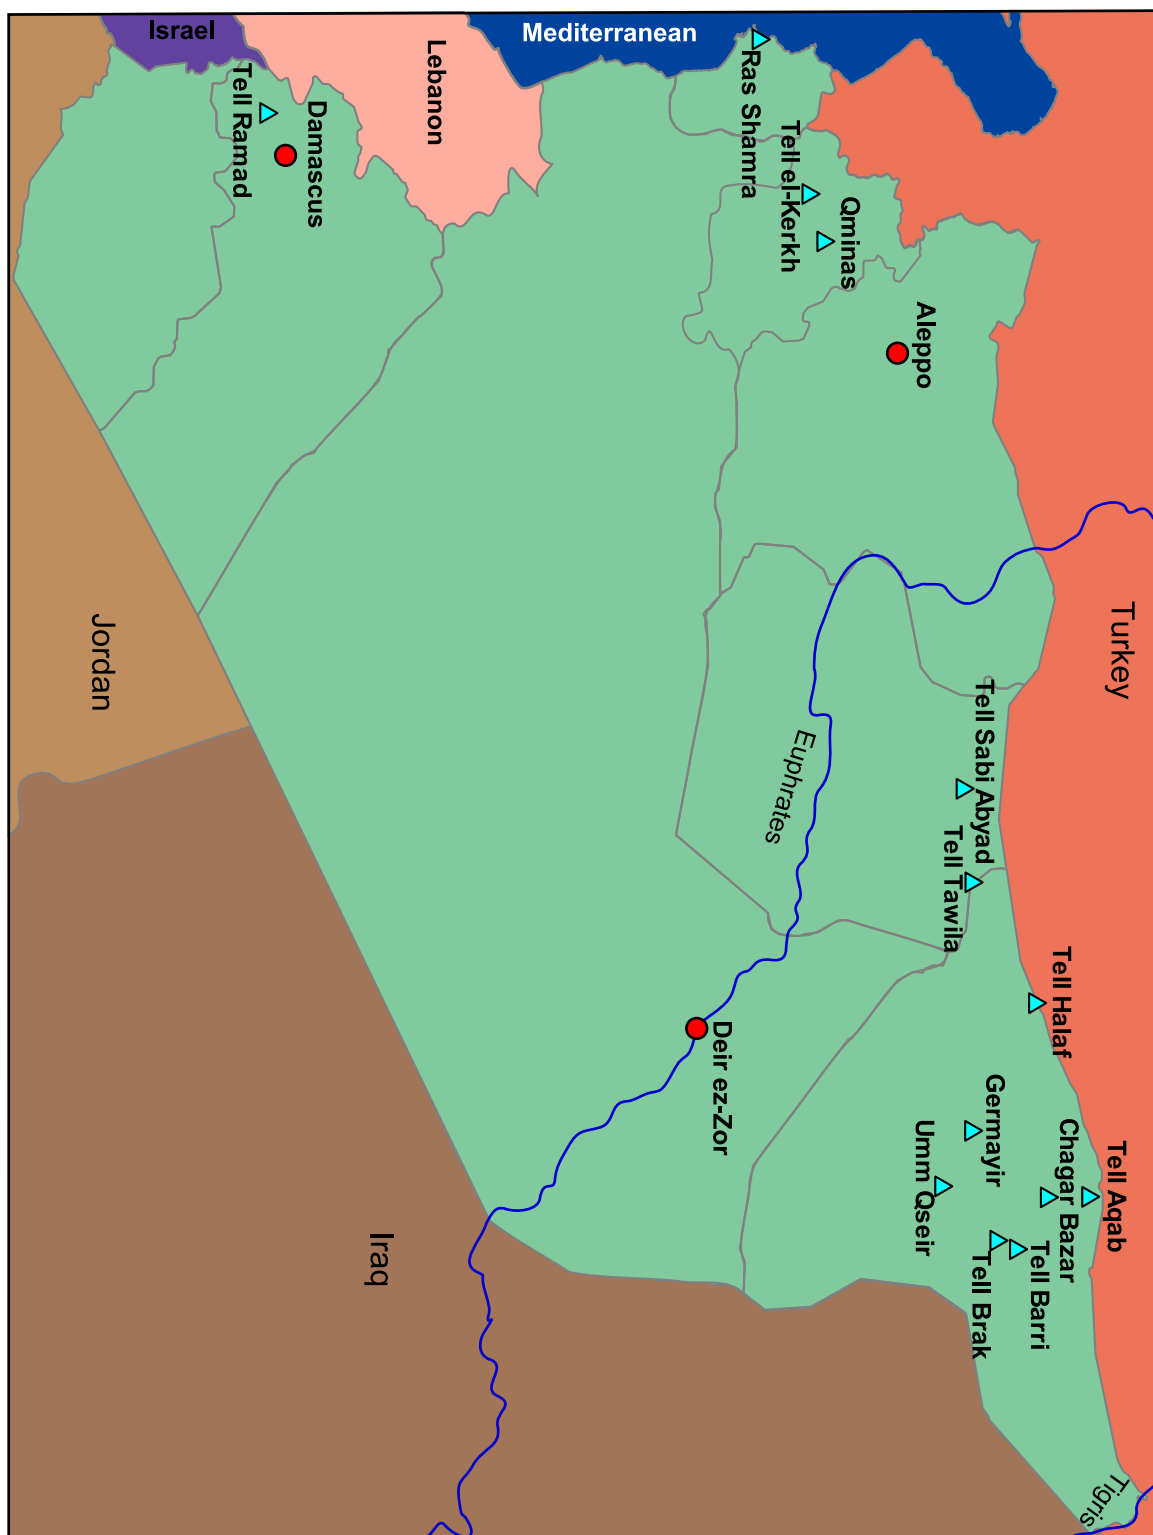 Israel
Mediterranean
Lebanon
Tell Ramad
Damascus
Ras Shamra
Tell el-Kerkh
Qminas
Aleppo
Turkey
Jordan
Euphrates
Tell Sabi Abyad
Tell Tawila
Tell Halaf
Deir ez-Zor
Germayir
Umm Qseir
Chagar Bazar
Tell Aqab
Tell Barri
Tell Brak
Iraq
Tigris